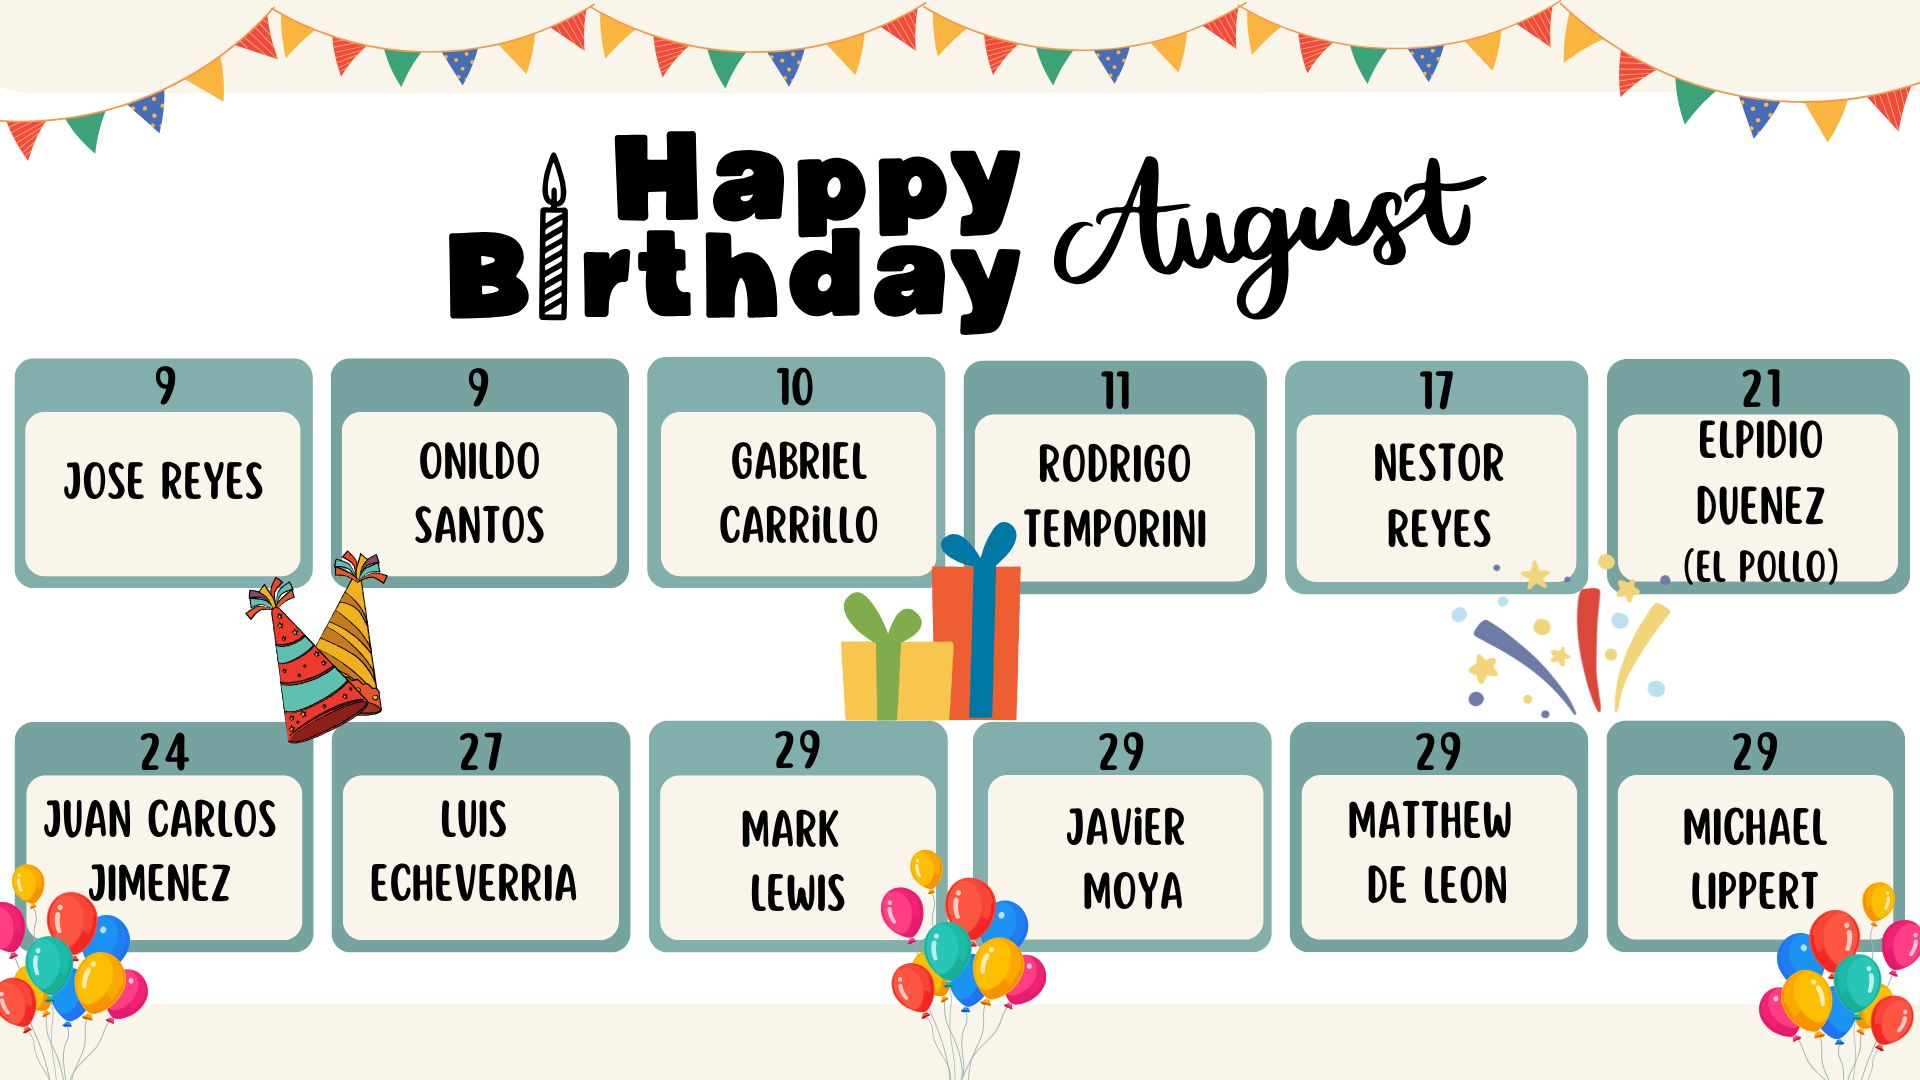 Happy
Birthday
August
9
JOSE REYES
9
ONILDO
SANTOS
10
GABRIEL
CARRiLLO
11
RODRIGO
TEMPORINI
17
NESTOR
REYES
21
ELPIDIO
DUENEZ
(EL POLLO)
24
JUAN CARLOS
JIMENEZ
27
LUIS
ECHEVERRIA
29
MARK
LEWIS
29
JAViER
MOYA
29
MATTHEW
DE LEON
29
MICHAEL
LIPPERT